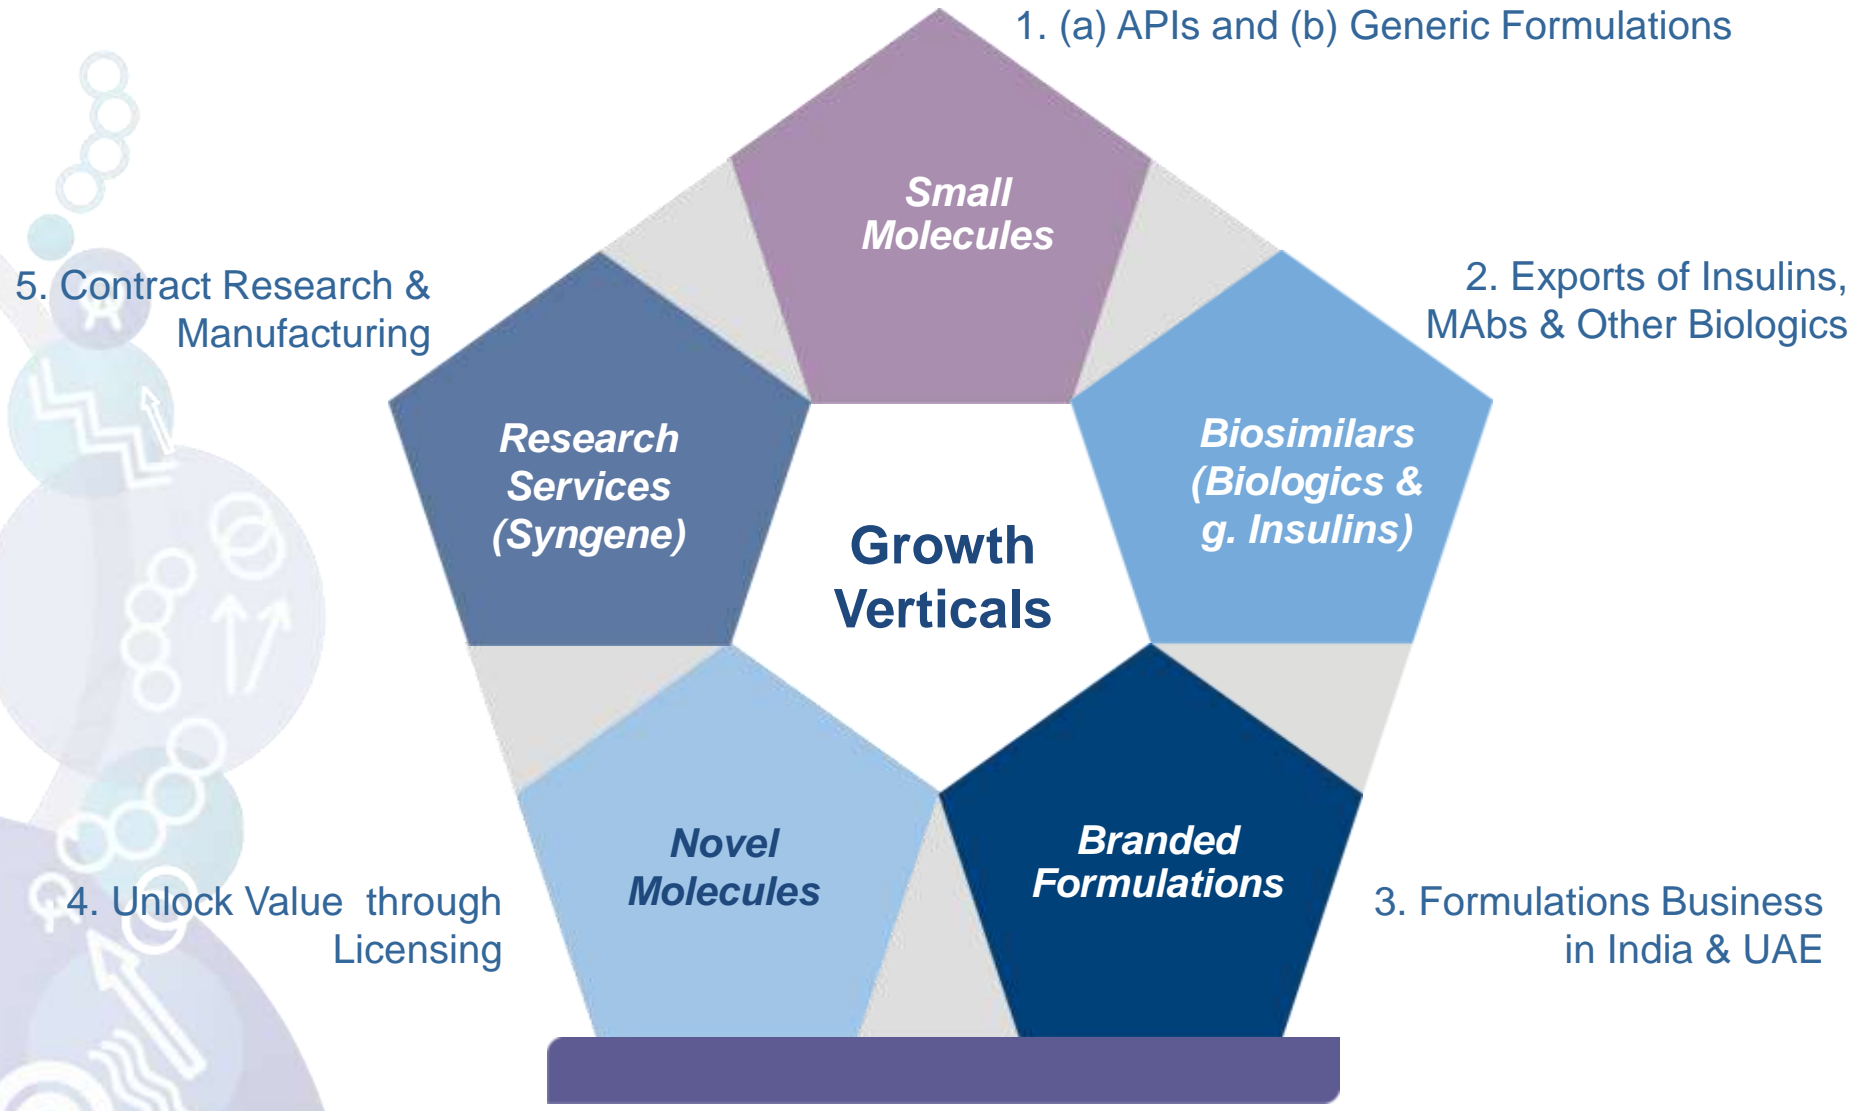 1. (a) APIs and (b) Generic Formulations
Small
Molecules
2. Exports of Insulins,
MAbs & Other Biologics
Biosimilars
(Biologics &
g. Insulins)
3. Formulations Business
in India & UAE
Branded
Formulations
4. Unlock Value  through
Licensing
Novel
Molecules
5. Contract Research &
Manufacturing
Research
Services
(Syngene)
Growth
Verticals